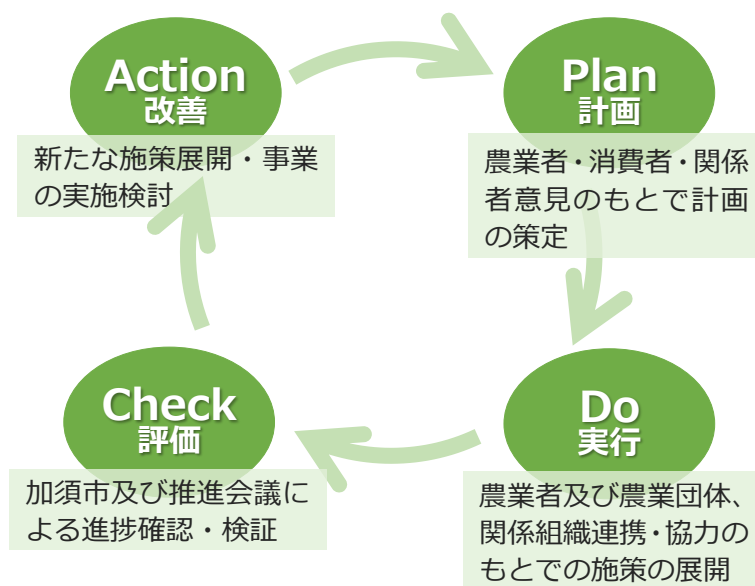 Action
改善
新たな施策展開・事業
の実施検討
Plan
計画
農業者・消費者・関係
者意見のもとで計画
の策定
Check
評価
加須市及び推進会議に
よる進捗確認・検証
Do
実行
農業者及び農業団体、
関係組織連携・協力の
もとでの施策の展開